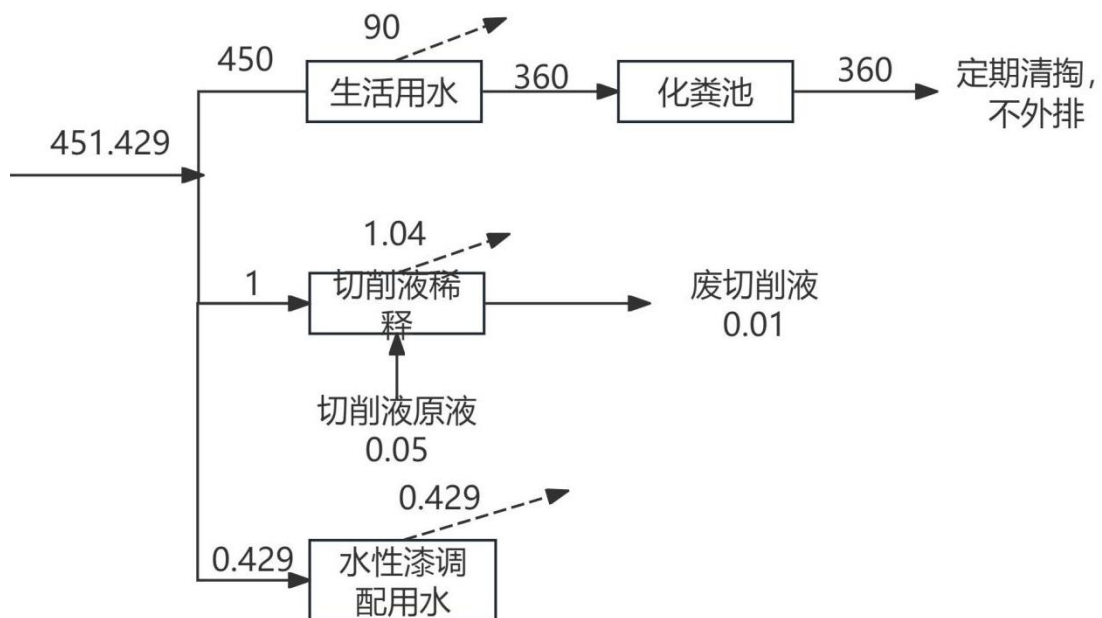 90
450
生活用水
360
化粪池
360
定期清掏，
不外排
451.429
1.04
1
切削液稀
释
废切削液
0.01
切削液原液
0.05
0.429
0.429
水性漆调
配用水